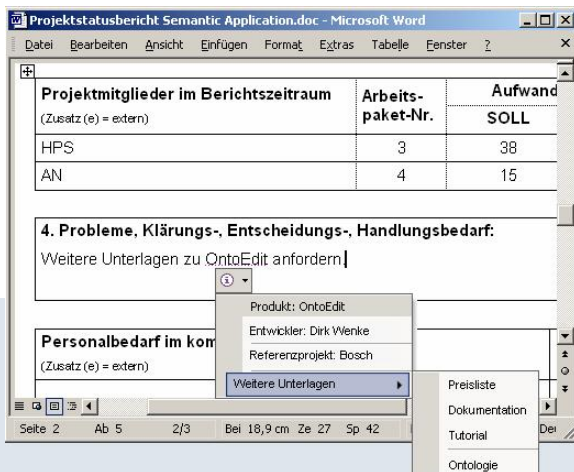 Projektstatusbericht Semantic Application.doc - Microsoft Word
Datei Bearbeiten Ansicht Einfügen Format Extras Tabelle Fenster ?
Projektmitglieder im Berichtszeitraum
(Zusatz (e) = extern)
Arbeits-
paket-Nr.
Aufwand
SOLL
HPS 3 38
AN 4 15
4. Probleme, Klärungs-, Entscheidungs-, Handlungsbedarf:
Weitere Unterlagen zu OntoEdit anfordern.
Produkt: OntoEdit
Entwickler: Dirk Wenke
Referenzprojekt: Bosch
Weitere Unterlagen
Personalbedarf im kom
(Zusatz (e) = extern)
Preisliste
Dokumentation
Tutorial
Ontologie
Seite 2 Ab 5 2/3 Bei 18,9 cm Ze 27 Sp 42